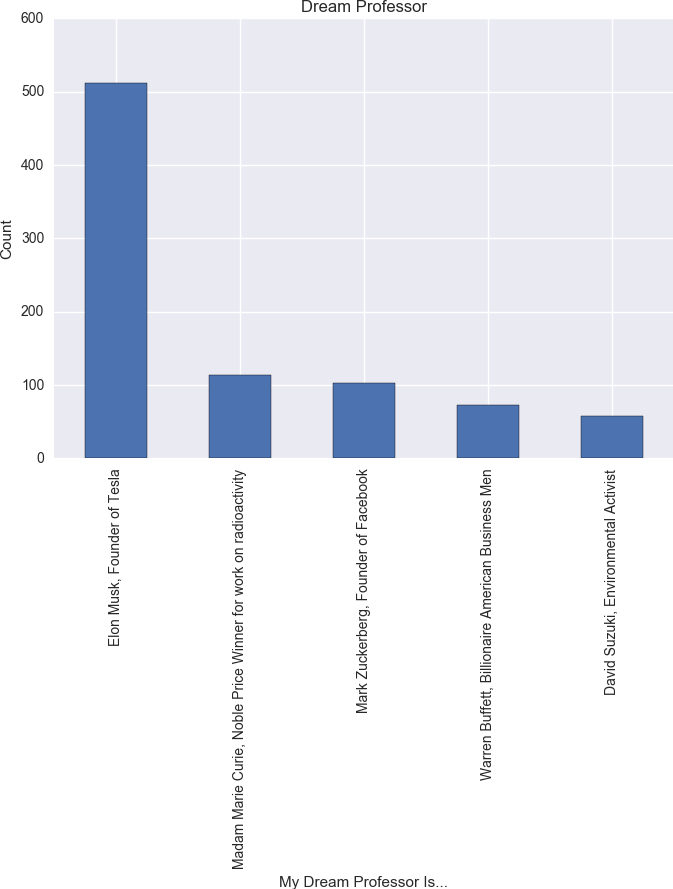 Dream Professor
600
500
400
300
200
100
0
Count
Elon Musk, Founder of Tesla
Madam Marie Curie, Noble Price Winner for work on radioactivity
Mark Zuckerberg, Founder of Facebook
Warren Buffett, Billionaire American Business Men
David Suzuki, Environmental Activist
My Dream Professor Is...